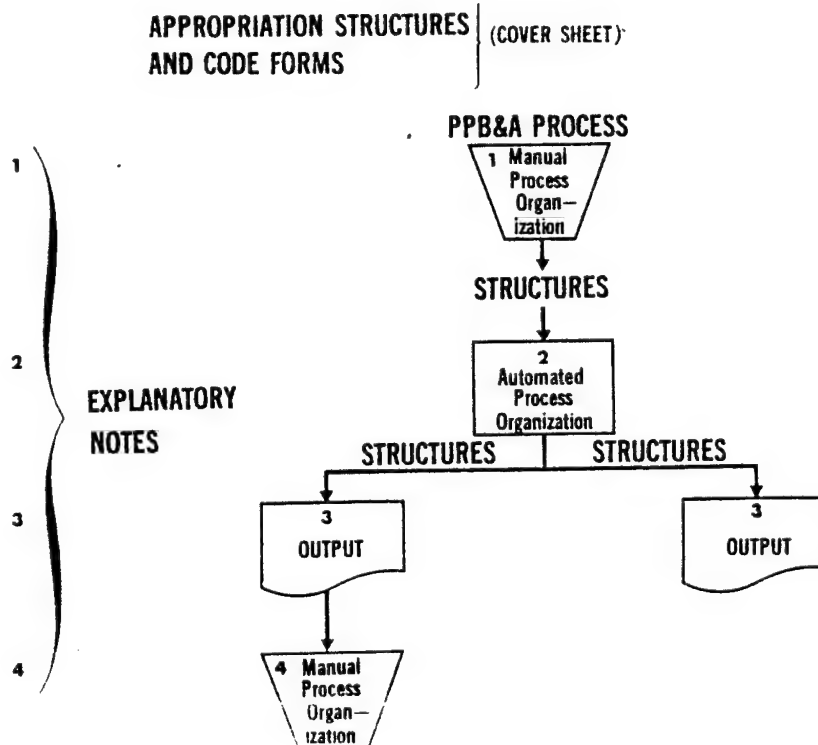 APPROPRIATION STRUCTURES (COVER SHEET)
AND CODE FORMS
PPB&A PROCESS
1 Manual
Process
Organ—
ization
STRUCTURES
2
Automated
Process
Organization
STRUCTURES STRUCTURES
3
OUTPUT
3
OUTPUT
4 Manual
Process
Organ—
ization
1
2
EXPLANATORY
NOTES
3
4